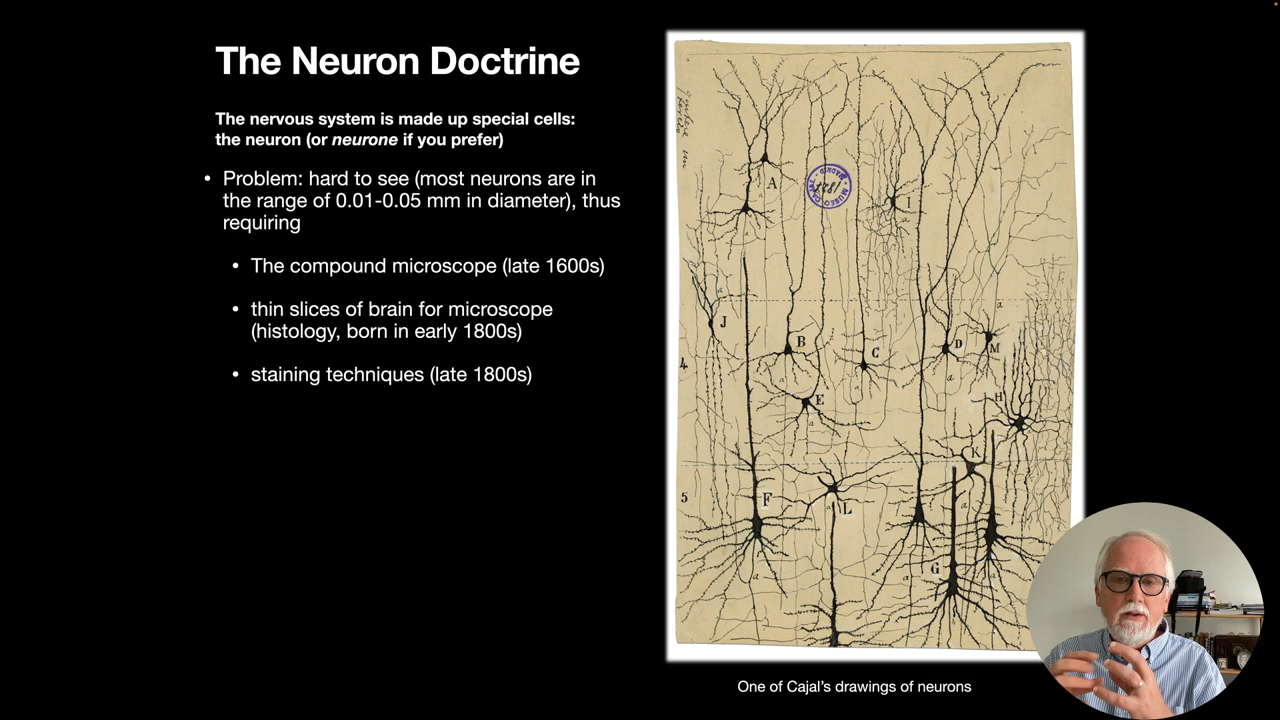 The Neuron Doctrine
The nervous system is made up special cells:
the neuron (or neurone if you prefer)
• Problem: hard to see (most neurons are in
the range of 0.01-0.05 mm in diameter), thus
requiring
• The compound microscope (late 1600s)
• thin slices of brain for microscope
(histology, born in early 1800s)
• staining techniques (late 1800s)
A
I
a
J
a
B
C
D
M
4
a
a
E
a
H
K
5
F
L
a
a
G
a
a
One of Cajal's drawings of neurons